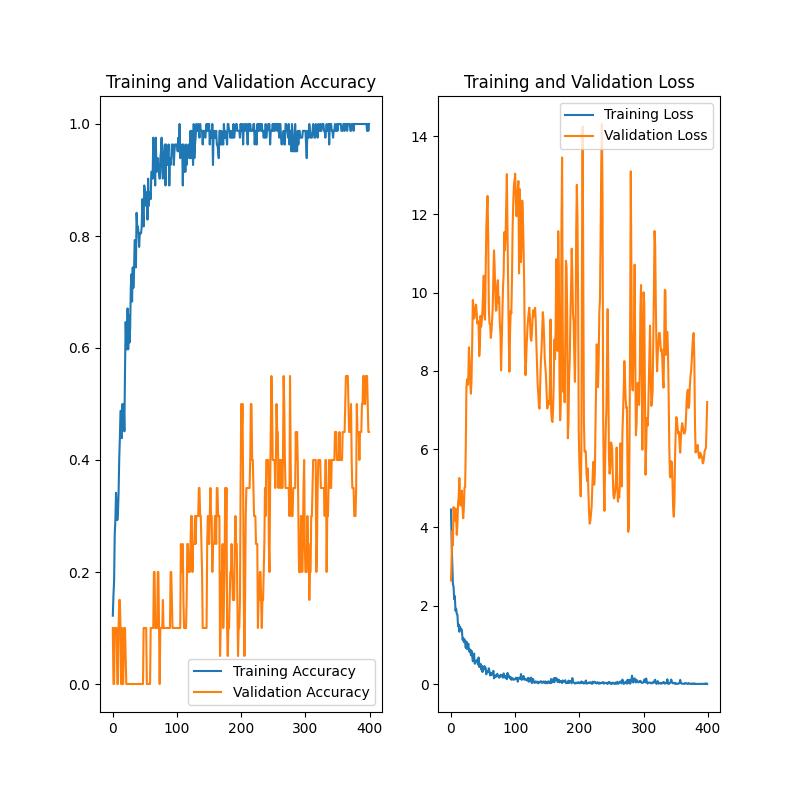 Training and Validation Accuracy
1.0
0.8
0.6
0.4
0.2
0.0
0 100 200 300 400
Training Accuracy
Validation Accuracy
Training and Validation Loss
14
12
10
8
6
4
2
0
0 100 200 300 400
Training Loss
Validation Loss